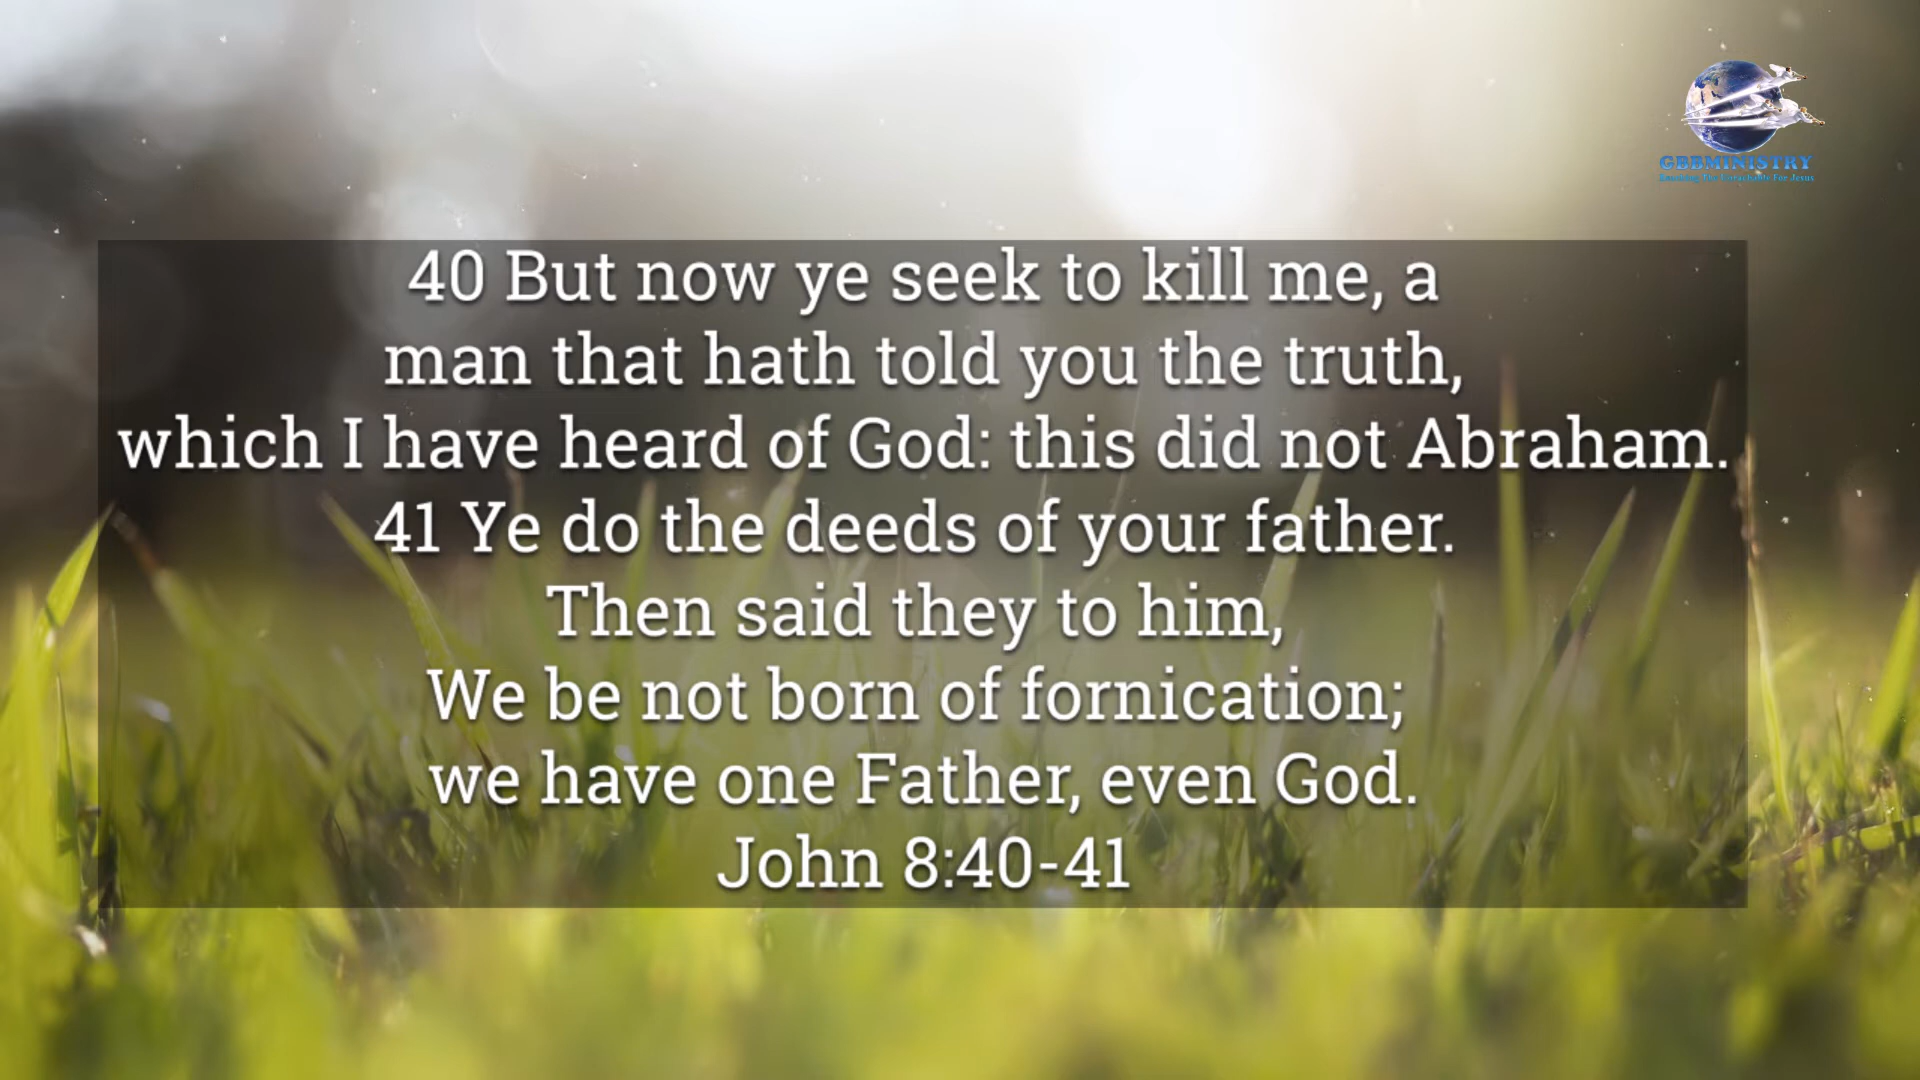 GBBMINISTRY
40 But now ye seek to kill me, a
man that hath told you the truth,
which I have heard of God: this did not Abraham.
41 Ye do the deeds of your father.
Then said they to him,
We be not born of fornication;
we have one Father, even God.
John 8:40-41